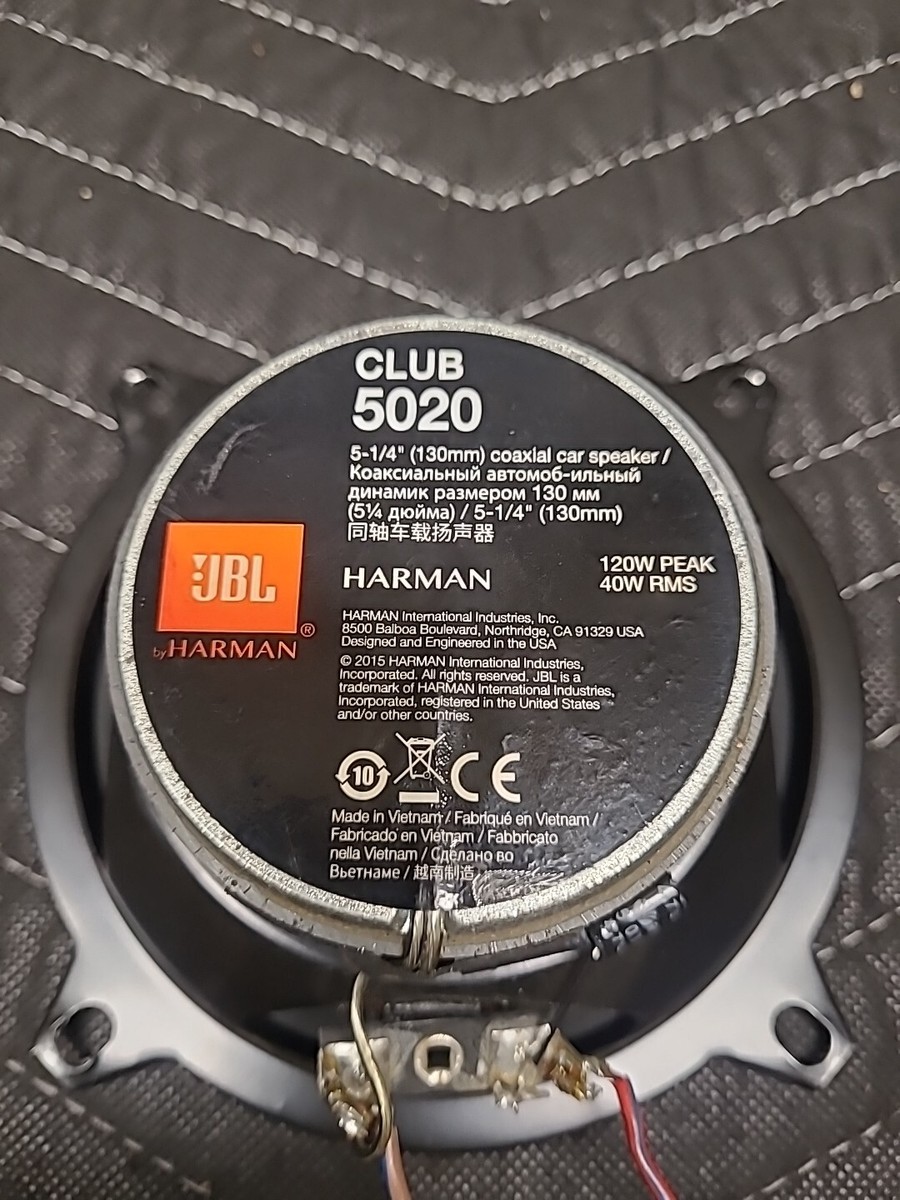 CLUB
5020
5-1/4" (130mm) coaxial car speaker /
Коаксиальный автомоб-ильный
динамик размером 130 мм
(5¼ дюйма) / 5-1/4" (130mm)
同轴车载扬声器
JBL
®
by HARMAN
HARMAN
120W PEAK
40W RMS
HARMAN International Industries, Inc.
8500 Balboa Boulevard, Northridge, CA 91329 USA
Designed and Engineered in the USA
© 2015 HARMAN International Industries,
Incorporated. All rights reserved. JBL is a
trademark of HARMAN International Industries,
Incorporated, registered in the United States
and/or other countries.
10 CE
Made in Vietnam / Fabriqué en Vietnam /
Fabricado en Vietnam / Fabbricato
nella Vietnam / Сделано во
Вьетнаме / 越南制造